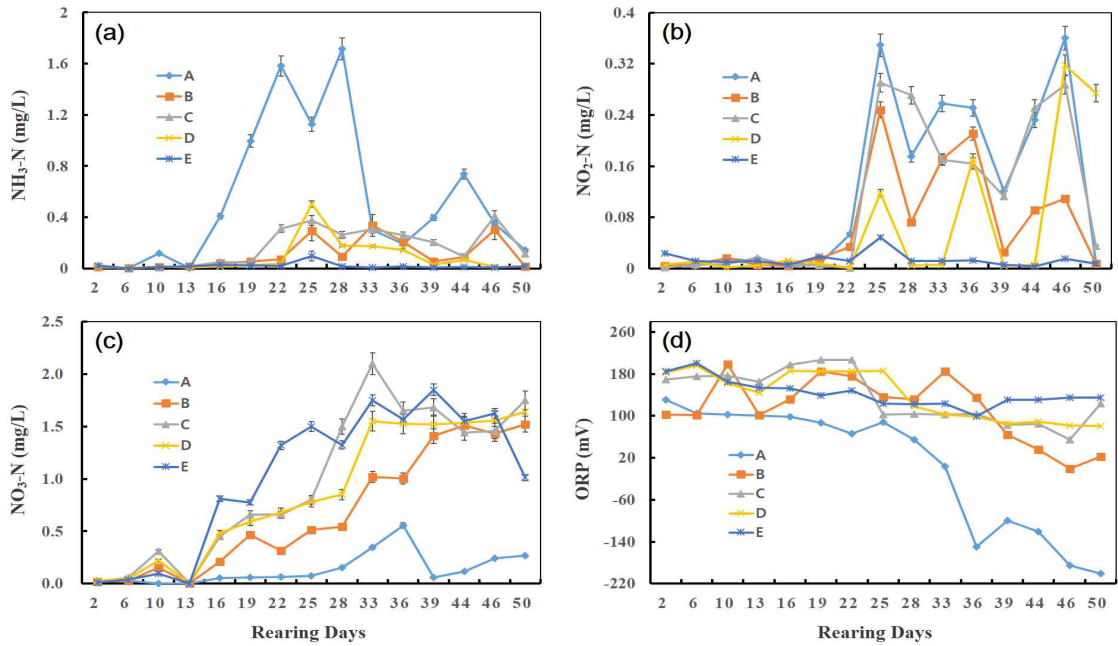 (a)
NH₃-N (mg/L)
2
1.6
1.2
0.8
0.4
0
A
B
C
D
E
2 6 10 13 16 19 22 25 28 33 36 39 44 46 50
(b)
NO₂-N (mg/L)
0.4
0.32
0.24
0.16
0.08
0
A
B
C
D
E
2 6 10 13 16 19 22 25 28 33 36 39 44 46 50
(c)
NO₃-N (mg/L)
2.5
2.0
1.5
1.0
0.5
0.0
A
B
C
D
E
2 6 10 13 16 19 22 25 28 33 36 39 44 46 50
Rearing Days
(d)
ORP (mV)
260
180
100
20
-60
-140
-220
A
B
C
D
E
2 6 10 13 16 19 22 25 28 33 36 39 44 46 50
Rearing Days